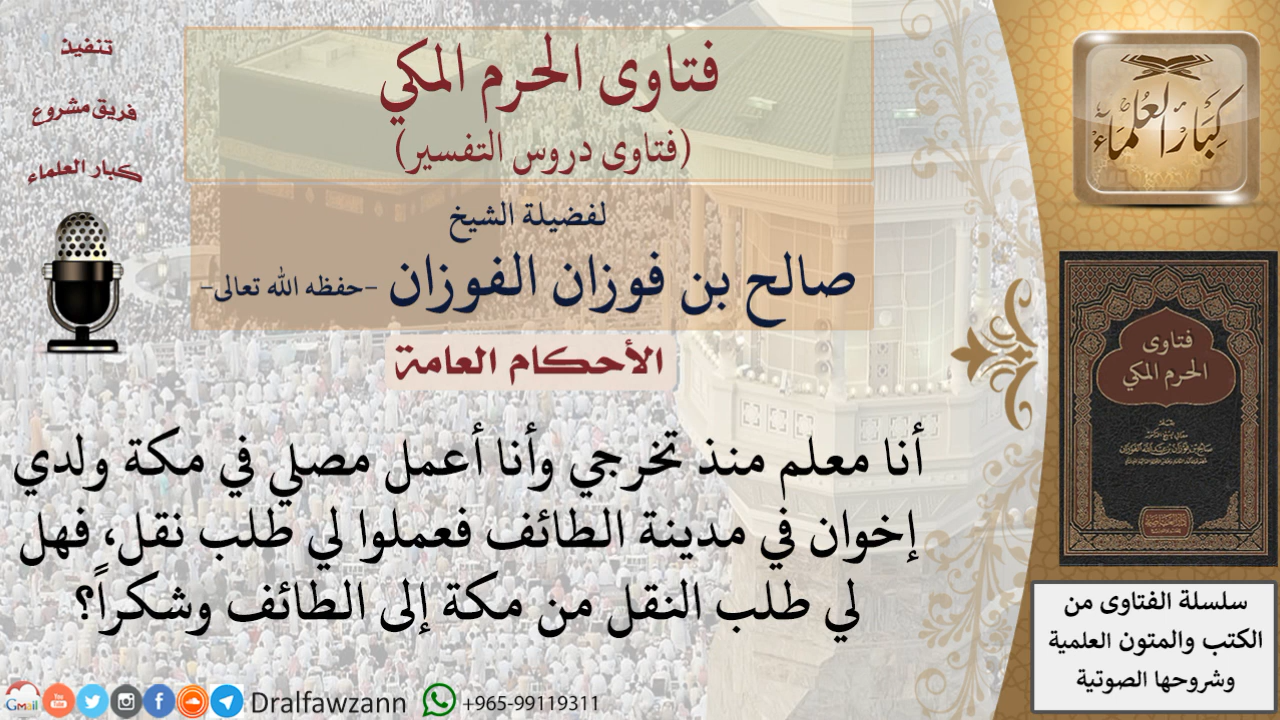 تنفيذ
فريق مشروع
كبار العلماء
فتاوى الحرم المكي
(فتاوى دروس التفسير)
لفضيلة الشيخ
صالح بن فوزان الفوزان -حفظه الله تعالى-
الأحكام العامة
أنا معلم منذ تخرجي وأنا أعمل مصلي في مكة ولدي
إخوان في مدينة الطائف فعملوا لي طلب نقل، فهل
لي طلب النقل من مكة إلى الطائف وشكراً؟
كبار العلماء
فتاوى
الحرم المكي
سلسلة الفتاوى من
الكتب والمتون العلمية
وشروحها الصوتية
Gmail
Dralfawzann
+965-99119311